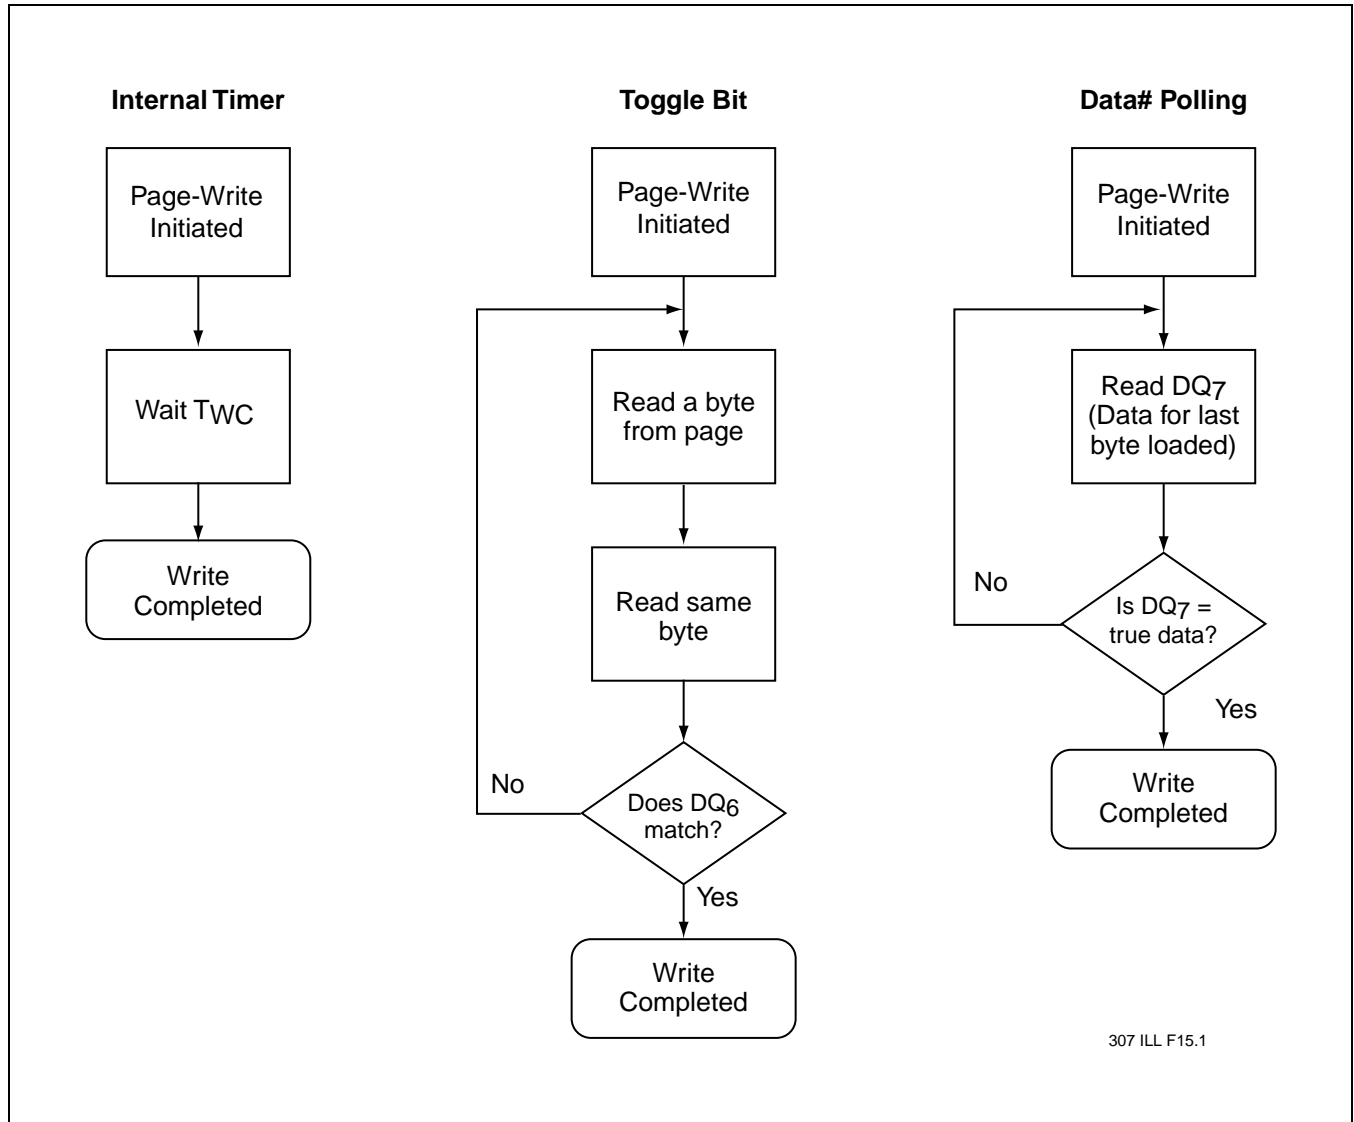 Internal Timer
Page-Write
Initiated
Wait TWC
Write
Completed
Toggle Bit
Page-Write
Initiated
Read a byte
from page
Read same
byte
No
Does DQ6
match?
Yes
Write
Completed
Data# Polling
Page-Write
Initiated
Read DQ7
(Data for last
byte loaded)
No
Is DQ7 =
true data?
Yes
Write
Completed
307 ILL F15.1